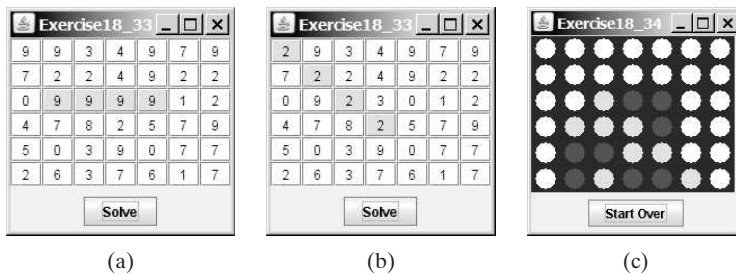 Exercise18_33
9 9 3 4 9 7 9
7 2 2 4 9 2 2
0 9 9 9 9 1 2
4 7 8 2 5 7 9
5 0 3 9 0 7 7
2 6 3 7 6 1 7
Solve
(a)
Exercise18_33
2 9 3 4 9 7 9
7 2 2 4 9 2 2
0 9 2 3 0 1 2
4 7 8 2 5 7 9
5 0 3 9 0 7 7
2 6 3 7 6 1 7
Solve
(b)
Exercise18_34
Start Over
(c)